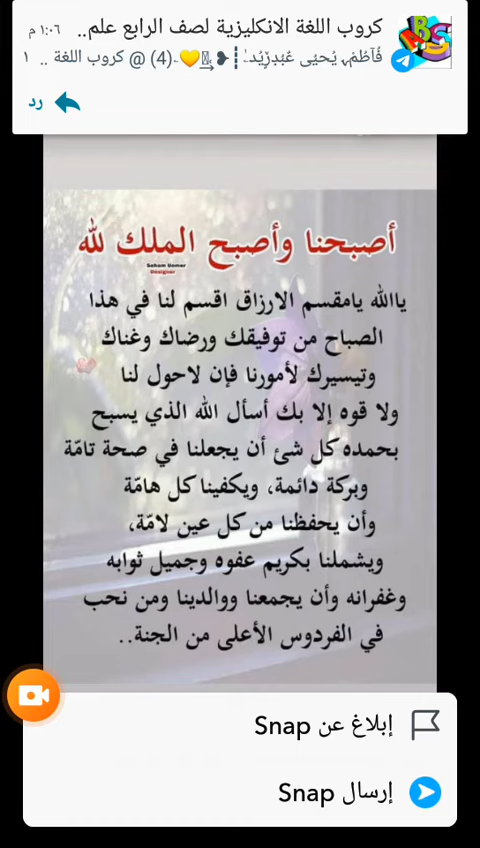 كروب اللغة الانكليزية لصف الرابع علم.. ١:٠٦ م
(4) @ كروب اللغة .. ١
رد
أصبحنا وأصبح الملك لله
Saham Uomar
Designer
ياالله يامقسم الارزاق اقسم لنا في هذا
الصباح من توفيقك ورضاك وغناك
وتيسيرك لأمورنا فإن لاحول لنا
ولا قوه إلا بك أسأل الله الذي يسبح
بحمده كل شئ أن يجعلنا في صحة تامّة
وبركة دائمة، ويكفينا كل هامّة
وأن يحفظنا من كل عين لامّة،
ويشملنا بكريم عفوه وجميل ثوابه
وغفرانه وأن يجمعنا ووالدينا ومن نحب
في الفردوس الأعلى من الجنة..
إبلاغ عن Snap
إرسال Snap